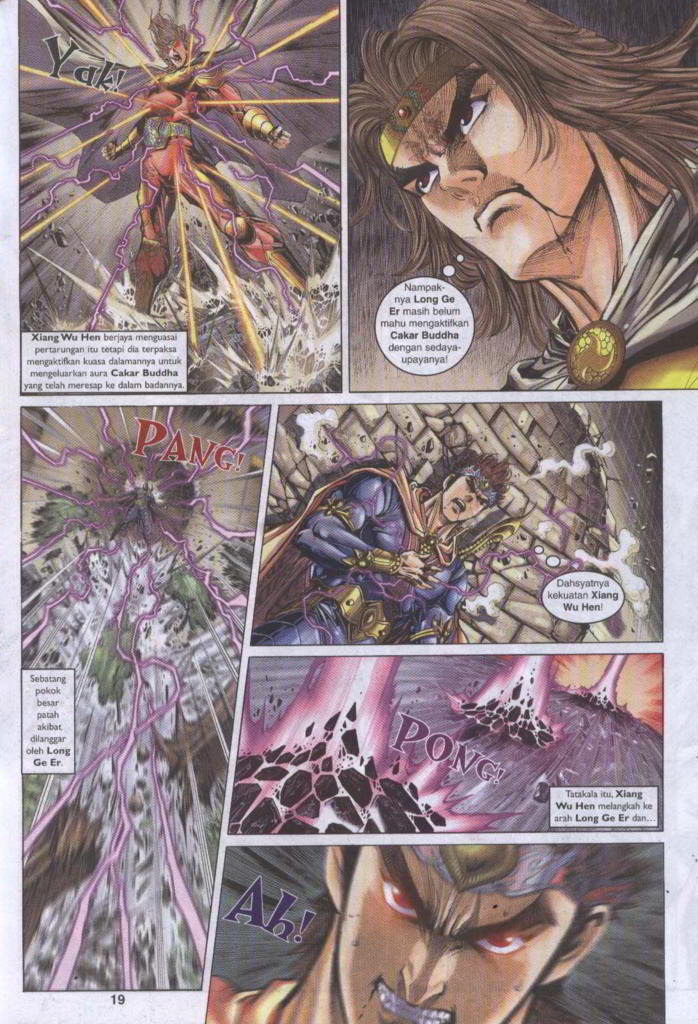 Yak!
Xiang Wu Hen berjaya menguasai
pertarungan itu tetapi dia terpaksa
mengaktifkan kuasa dalamannya untuk
mengeluarkan aura Cakar Buddha
yang telah meresap ke dalam badannya.
Nampak-
nya Long Ge
Er masih belum
mahu mengaktifkan
Cakar Buddha
dengan sedaya-
upayanya!
PANG!
Sebatang
pokok
besar
patah
akibat
dilanggar
oleh Long
Ge Er.
Dahsyatnya
kekuatan Xiang
Wu Hen!
PONG!
Tatakala itu, Xiang
Wu Hen melangkah ke
arah Long Ge Er dan...
Ah!
19